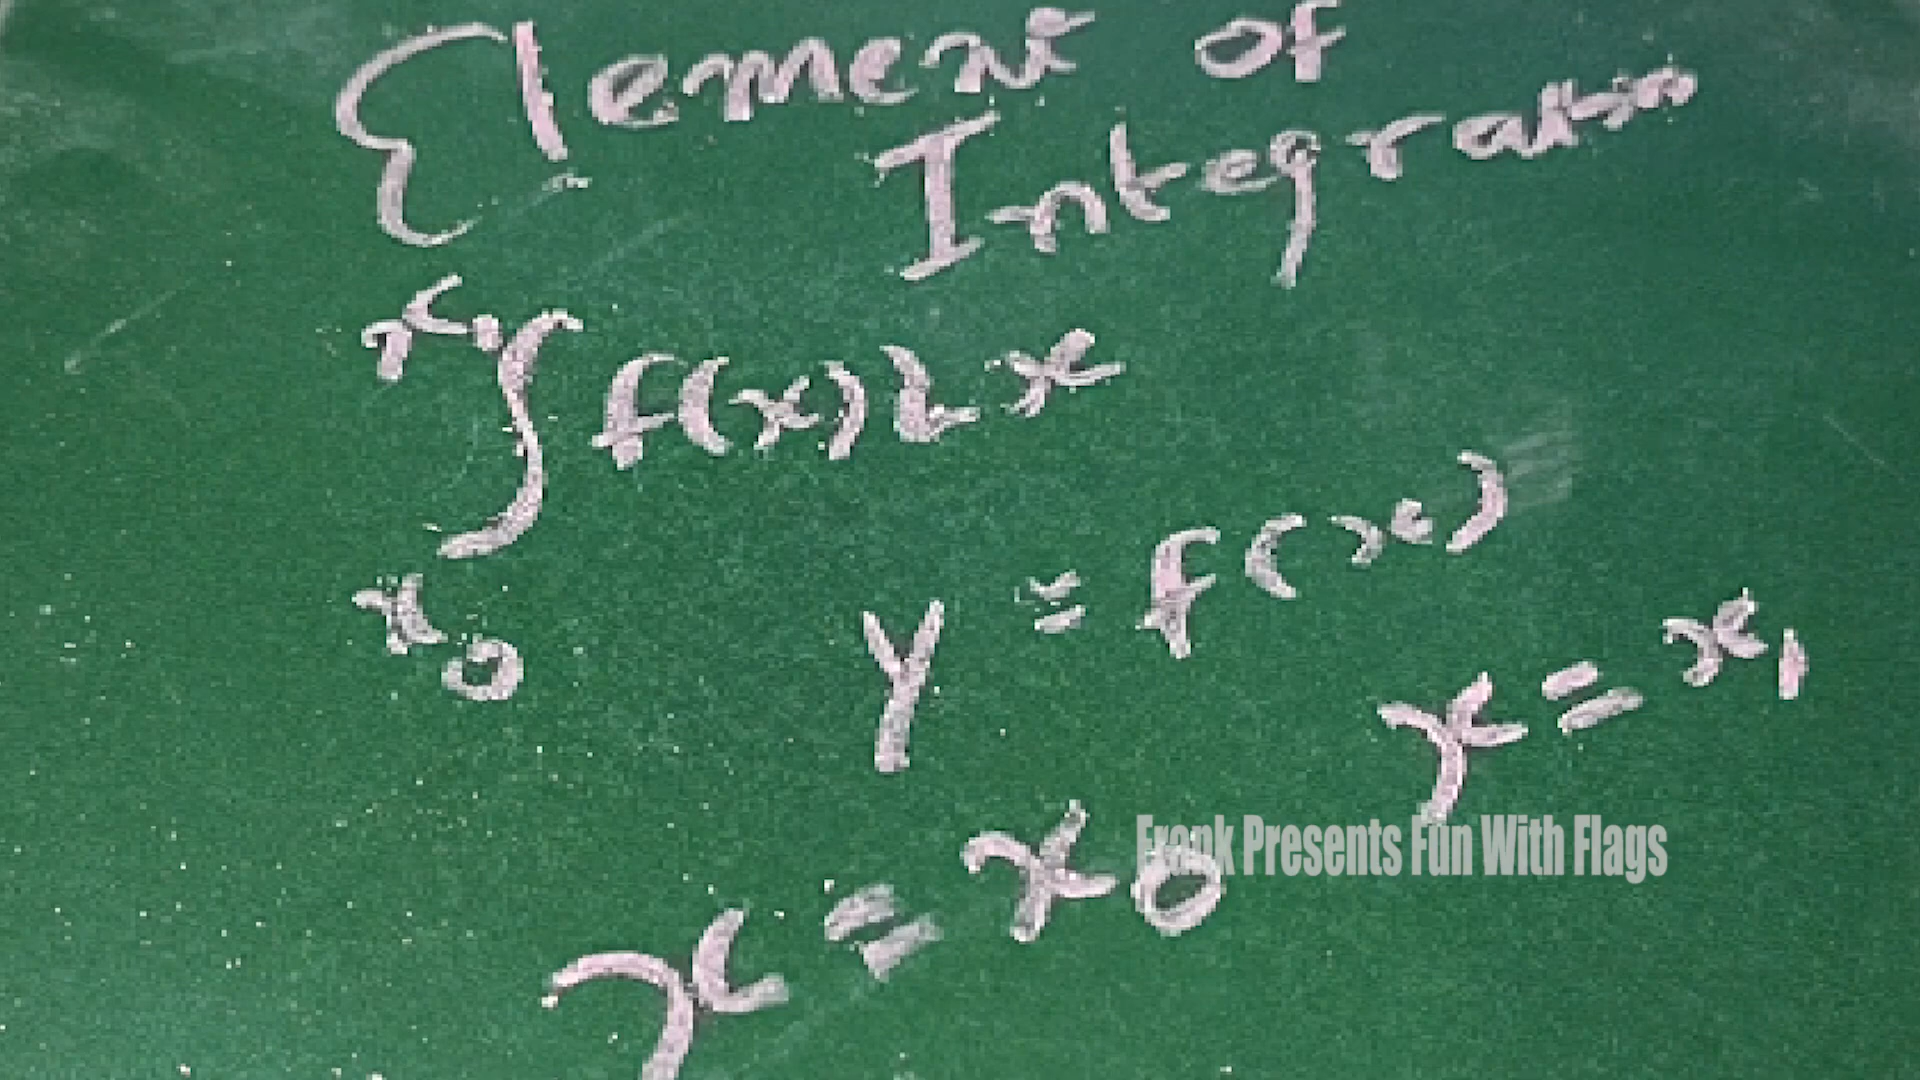 Element of
Integration
x₁
∫ f(x) dx
x₀
y = f(x)
x = x₁
x = x₀
Frank Presents Fun With Flags